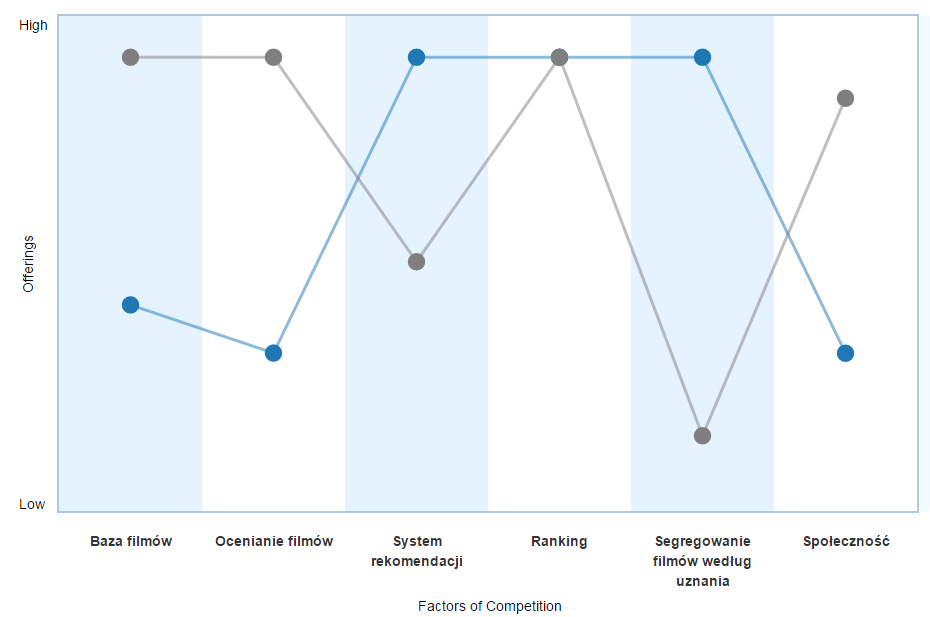 High
Offerings
Low
Baza filmów
Ocenianie filmów
System
rekomendacji
Ranking
Segregowanie
filmów według
uznania
Społeczność
Factors of Competition